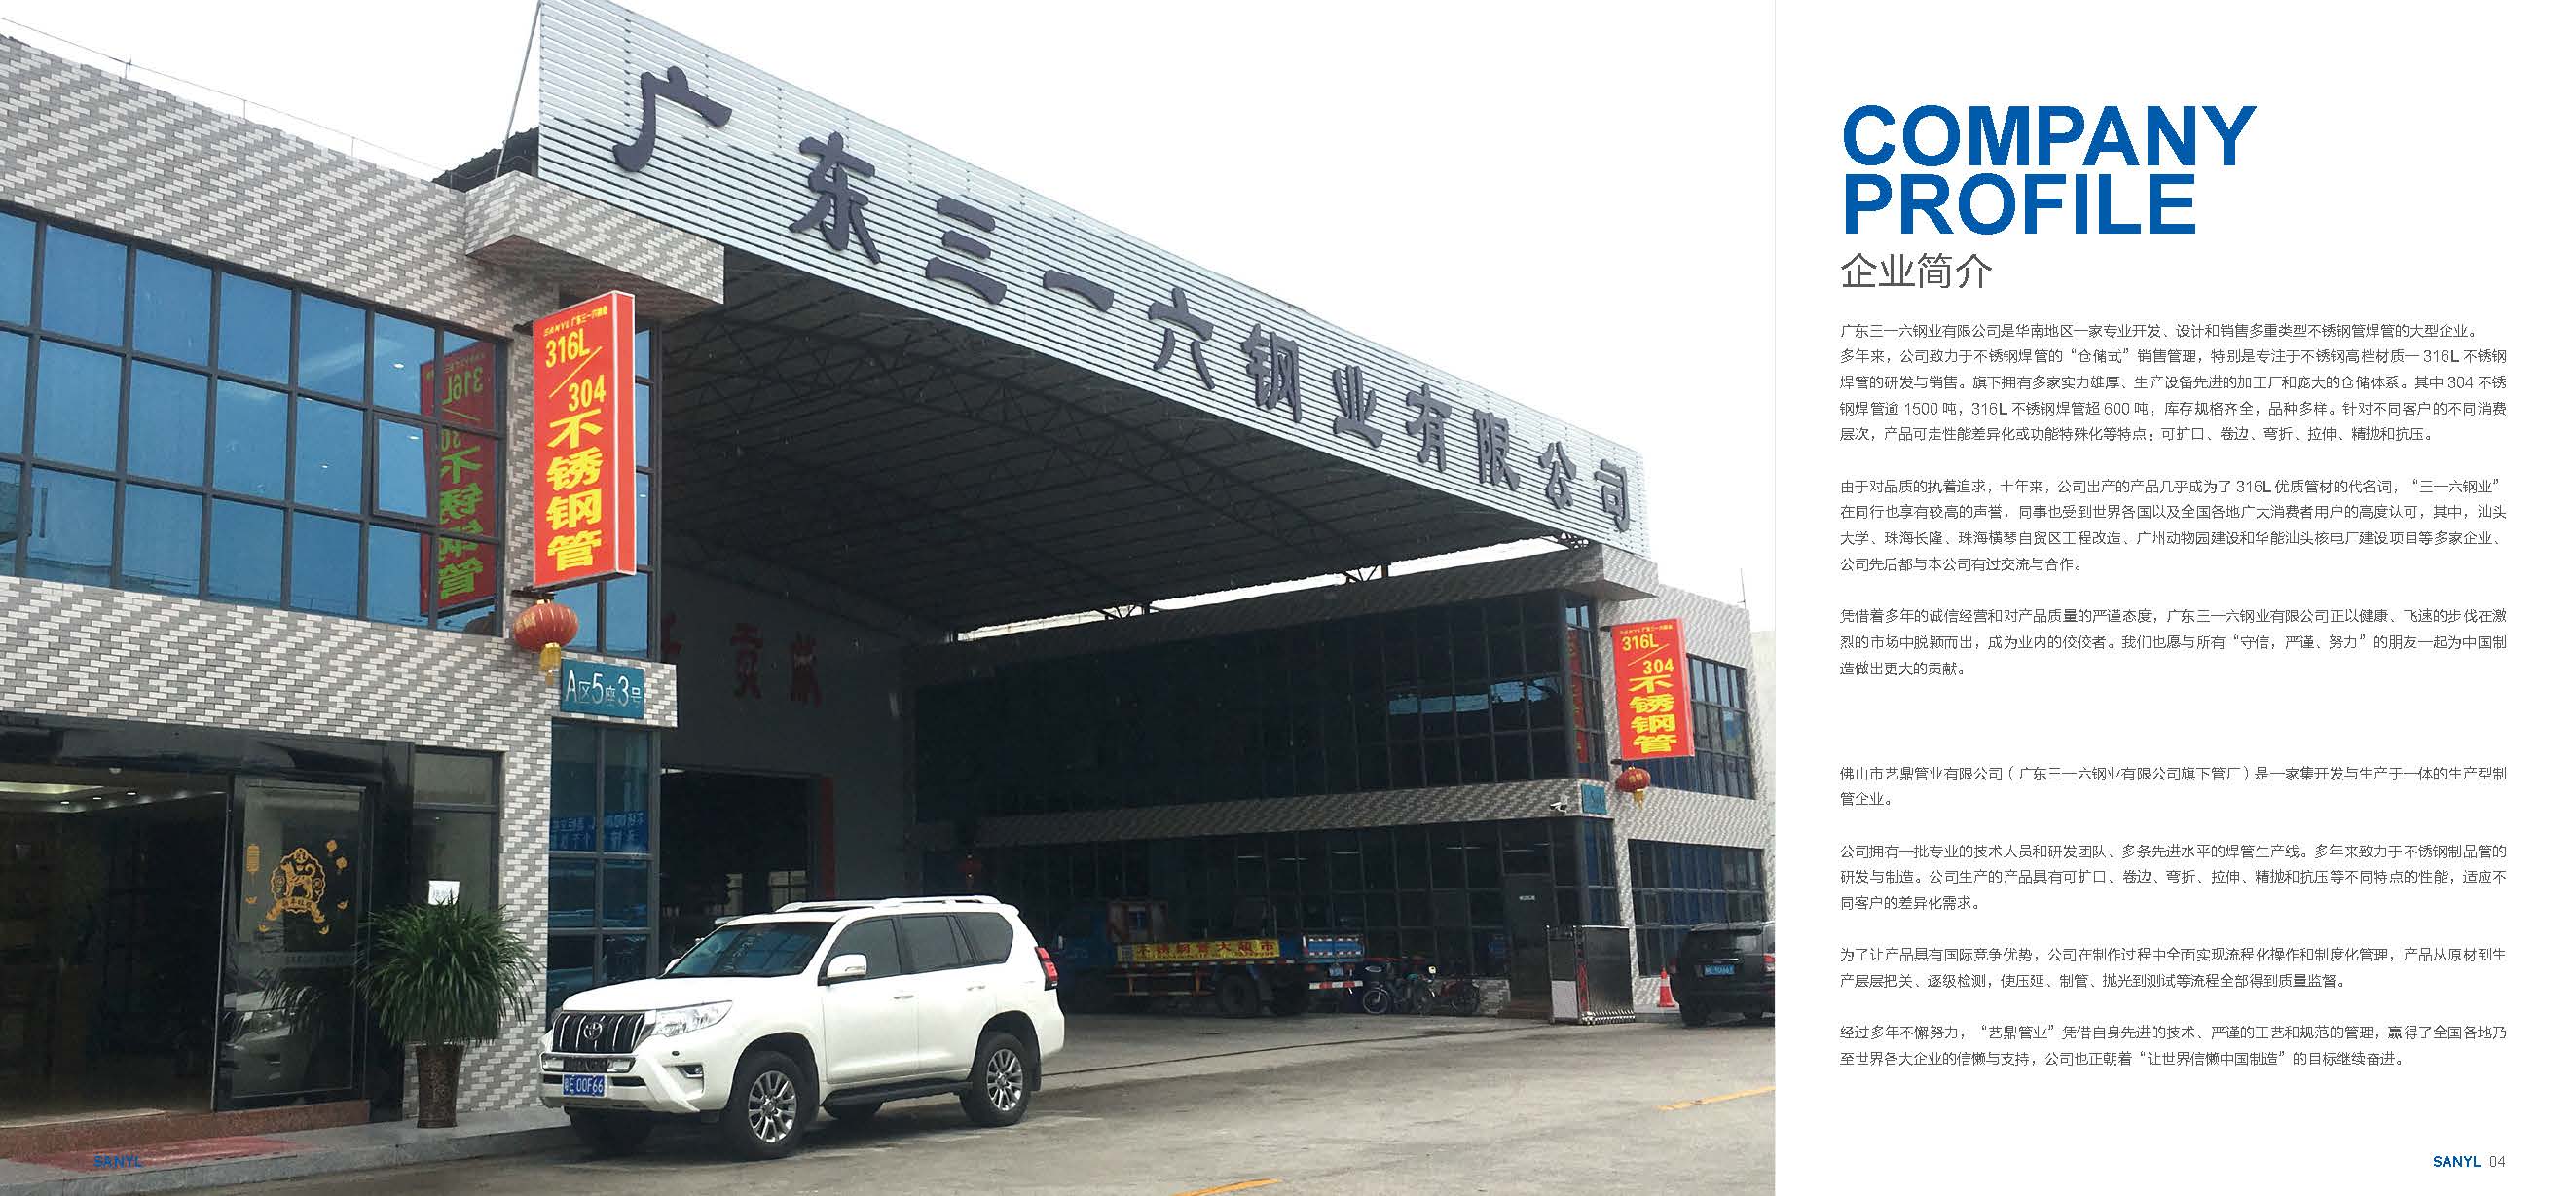 广东三一六钢业有限公司
SANYL 广东三一六钢业
316L
304
不锈钢管
A区5座3号
贡献
粤E 00F66
不锈钢管大超市
SANYL 广东三一六钢业
316L
304
不锈钢管
SANYL
COMPANY
PROFILE
企业简介
广东三一六钢业有限公司是华南地区一家专业开发、设计和销售多重类型不锈钢管焊管的大型企业。
多年来，公司致力于不锈钢焊管的“仓储式”销售管理，特别是专注于不锈钢高档材质一 316L 不锈钢
焊管的研发与销售。旗下拥有多家实力雄厚、生产设备先进的加工厂和庞大的仓储体系。其中 304 不锈
钢焊管逾 1500 吨，316L 不锈钢焊管超 600 吨，库存规格齐全，品种多样。针对不同客户的不同消费
层次，产品可走性能差异化或功能特殊化等特点；可扩口、卷边、弯折、拉伸、精抛和抗压。
由于对品质的执着追求，十年来，公司出产的产品几乎成为了 316L 优质管材的代名词，“三一六钢业”
在同行也享有较高的声誉，同事也受到世界各国以及全国各地广大消费者用户的高度认可，其中，汕头
大学、珠海长隆、珠海横琴自贸区工程改造、广州动物园建设和华能汕头核电厂建设项目等多家企业、
公司先后都与本公司有过交流与合作。
凭借着多年的诚信经营和对产品质量的严谨态度，广东三一六钢业有限公司正以健康、飞速的步伐在激
烈的市场中脱颖而出，成为业内的佼佼者。我们也愿与所有“守信，严谨、努力”的朋友一起为中国制
造做出更大的贡献。
佛山市艺鼎管业有限公司（广东三一六钢业有限公司旗下管厂）是一家集开发与生产于一体的生产型制
管企业。
公司拥有一批专业的技术人员和研发团队、多条先进水平的焊管生产线。多年来致力于不锈钢制品管的
研发与制造。公司生产的产品具有可扩口、卷边、弯折、拉伸、精抛和抗压等不同特点的性能，适应不
同客户的差异化需求。
为了让产品具有国际竞争优势，公司在制作过程中全面实现流程化操作和制度化管理，产品从原材到生
产层层把关、逐级检测，使压延、制管、抛光到测试等流程全部得到质量监督。
经过多年不懈努力，“艺鼎管业”凭借自身先进的技术、严谨的工艺和规范的管理，赢得了全国各地乃
至世界各大企业的信懒与支持，公司也正朝着“让世界信懒中国制造”的目标继续奋进。
SANYL 04